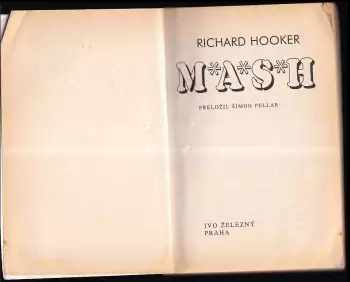 RICHARD HOOKER
M*A*S*H
PŘELOŽIL ŠIMON PELLAR
IVO ŽELEZNÝ
PRAHA